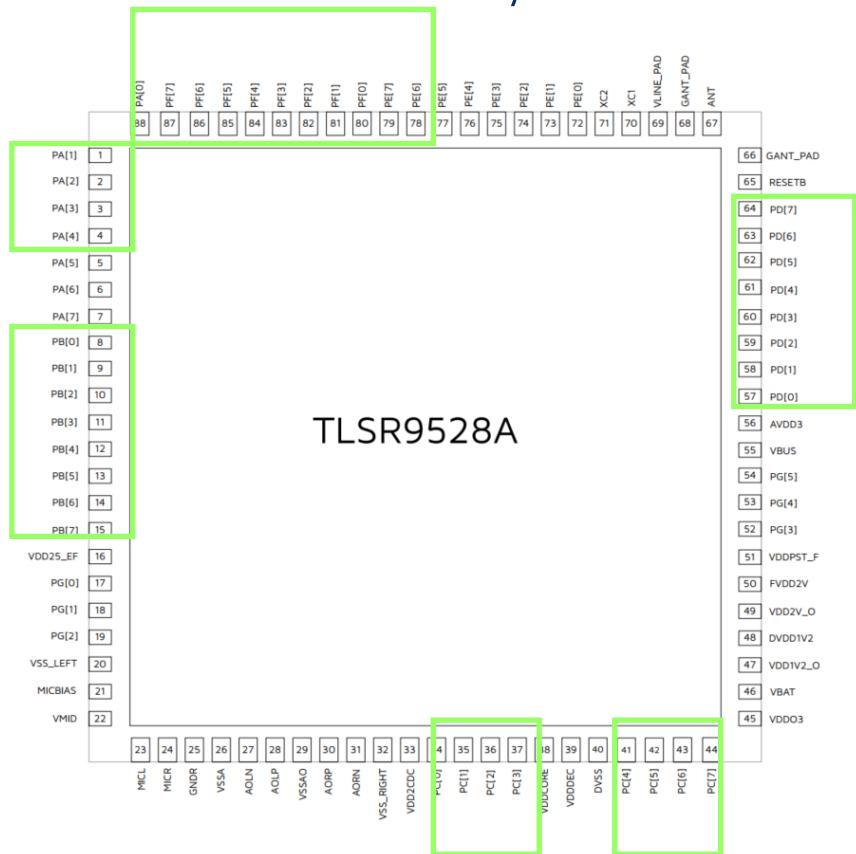 PA[0] PF[7] PF[6] PF[5] PF[4] PF[3] PF[2] PF[1] PF[0] PE[7] PE[6] PE[5] PE[4] PE[3] PE[2] PE[1] PE[0] XC2 XC1 VLINE_PAD GANT_PAD ANT
88 87 86 85 84 83 82 81 80 79 78 77 76 75 74 73 72 71 70 69 68 67
PA[1] 1
PA[2] 2
PA[3] 3
PA[4] 4
PA[5] 5
PA[6] 6
PA[7] 7
PB[0] 8
PB[1] 9
PB[2] 10
PB[3] 11
PB[4] 12
PB[5] 13
PB[6] 14
PB[7] 15
VDD25_EF 16
PG[0] 17
PG[1] 18
PG[2] 19
VSS_LEFT 20
MICBIAS 21
VMID 22
TLSR9528A
66 GANT_PAD
65 RESETB
64 PD[7]
63 PD[6]
62 PD[5]
61 PD[4]
60 PD[3]
59 PD[2]
58 PD[1]
57 PD[0]
56 AVDD3
55 VBUS
54 PG[5]
53 PG[4]
52 PG[3]
51 VDDPST_F
50 FVDD2V
49 VDD2V_O
48 DVDD1V2
47 VDD1V2_O
46 VBAT
45 VDDO3
23 24 25 26 27 28 29 30 31 32 33 34 35 36 37 38 39 40 41 42 43 44
MICL MICR GNDR VSSA AOLN AOLP VSSAO AORP AORN VSS_RIGHT VDD2CDC PC[0] PC[1] PC[2] PC[3] VDDCORE VDDDEC DVSS PC[4] PC[5] PC[6] PC[7]